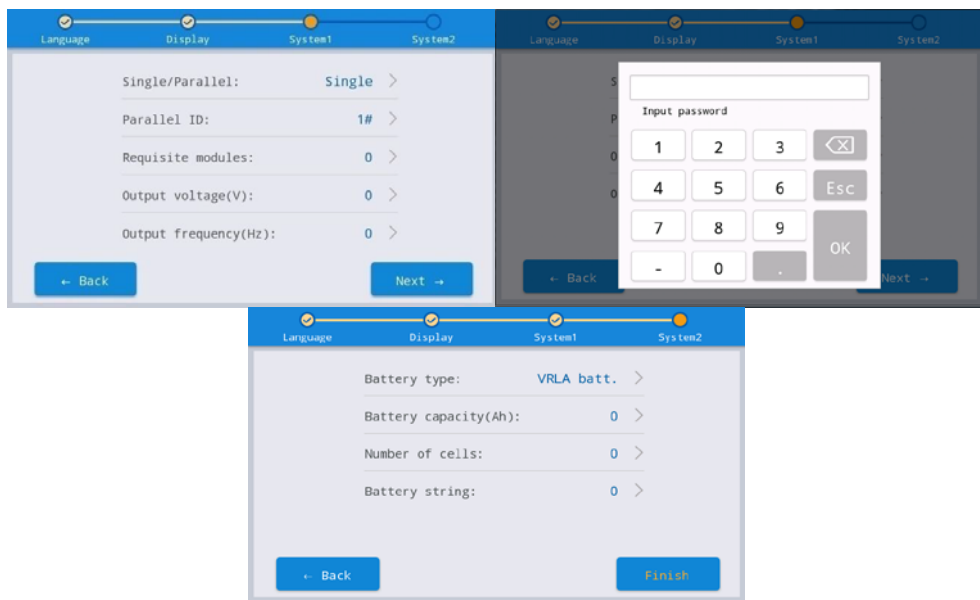 Language Display System1 System2
Single/Parallel: Single
Parallel ID: 1#
Requisite modules: 0
Output voltage(V): 0
Output frequency(Hz): 0
← Back Next →
Language Display System1 System2
S
P
O
O
Input password
1 2 3
4 5 6 Esc
7 8 9
OK
- 0 .
← Back Next →
Language Display System1 System2
Battery type: VRLA batt.
Battery capacity(Ah): 0
Number of cells: 0
Battery string: 0
← Back Finish